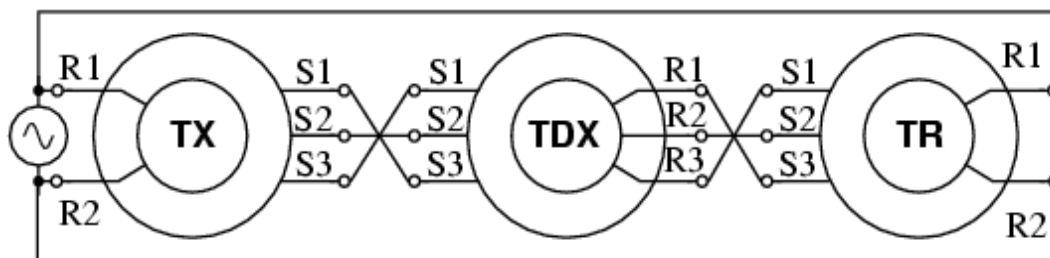 R1 S1 S1 R1 S1 R1
TX S2 S2 TDX R2 S2 TR
S3 S3 R3 S3
R2 R2